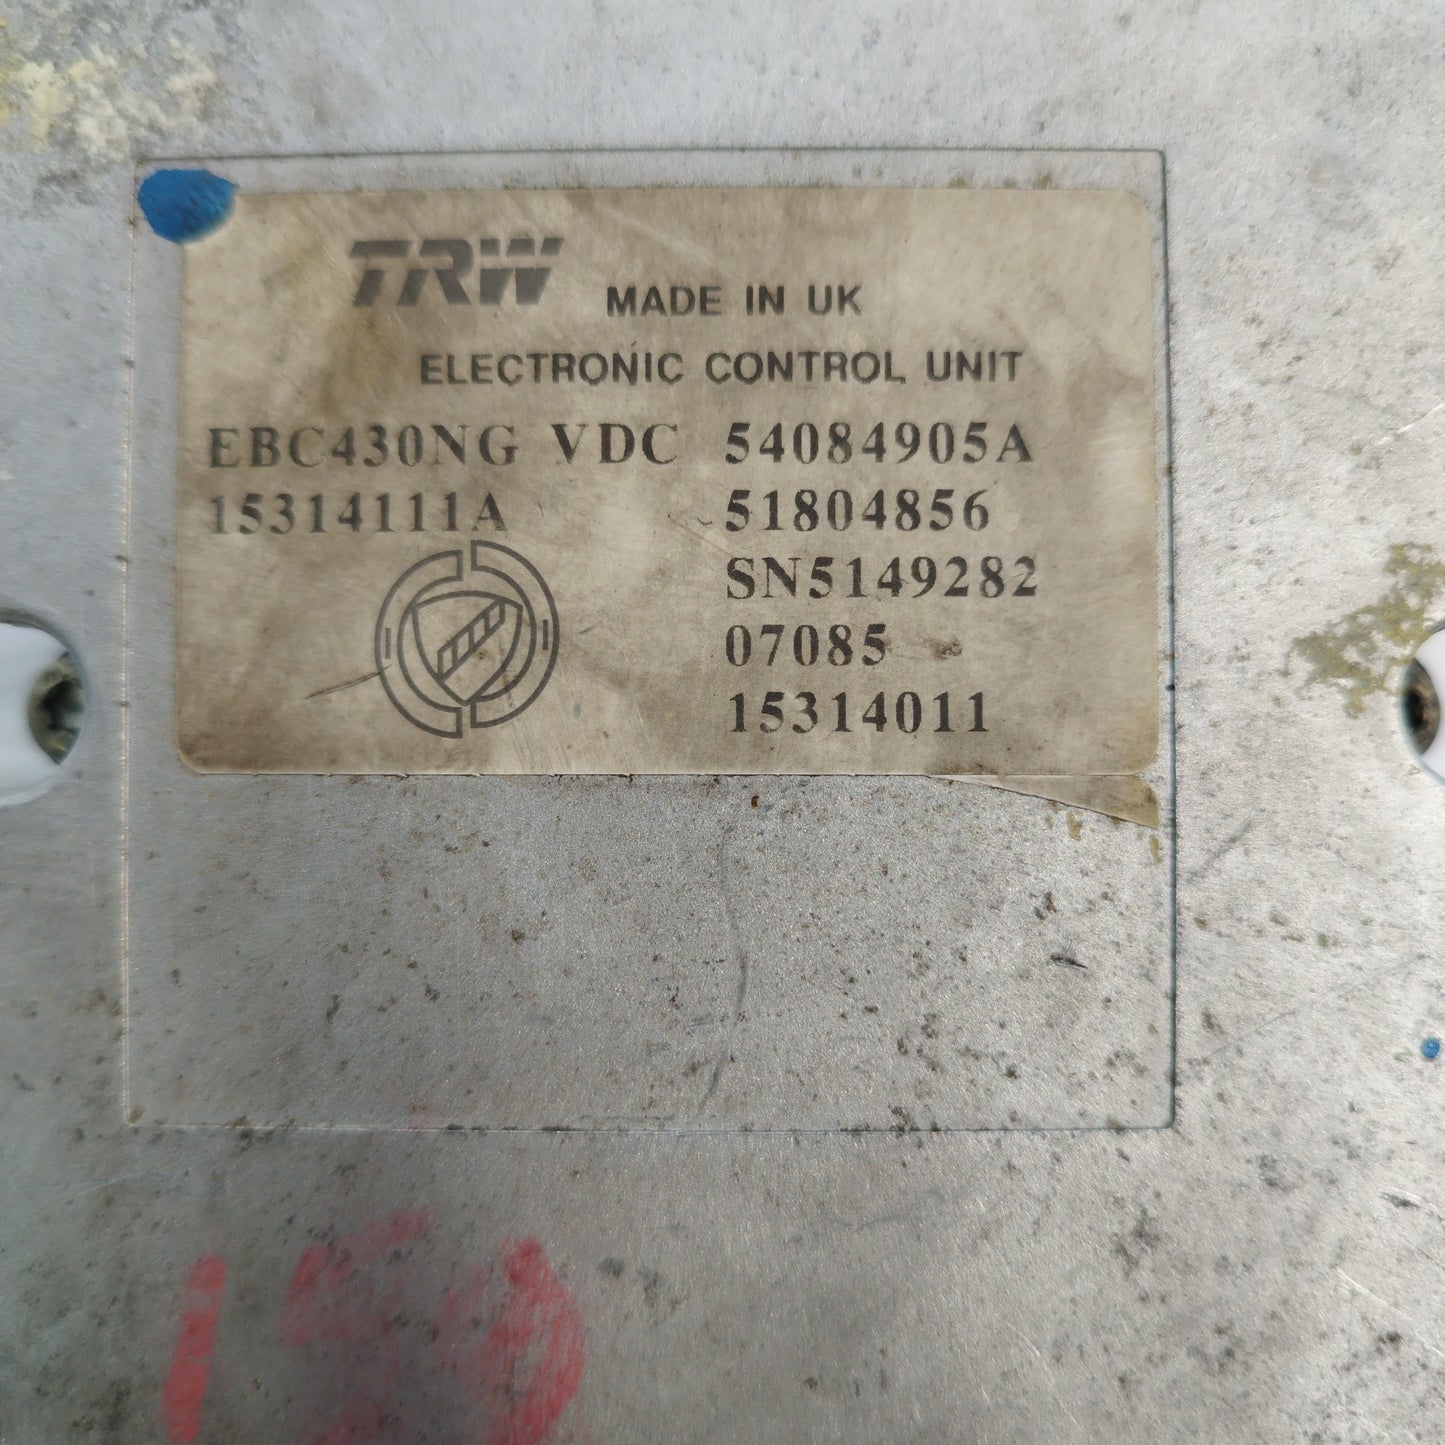 TRW MADE IN UK
ELECTRONIC CONTROL UNIT
EBC430NG VDC 54084905A
15314111A 51804856
SN5149282
07085
15314011